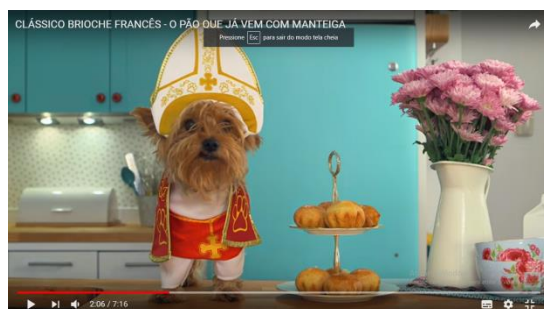 CLÁSSICO BRIOCHE FRANCÊS - O PÃO QUE JÁ VEM COM MANTEIGA
Pressione Esc para sair do modo tela cheia
2:06 / 7:16